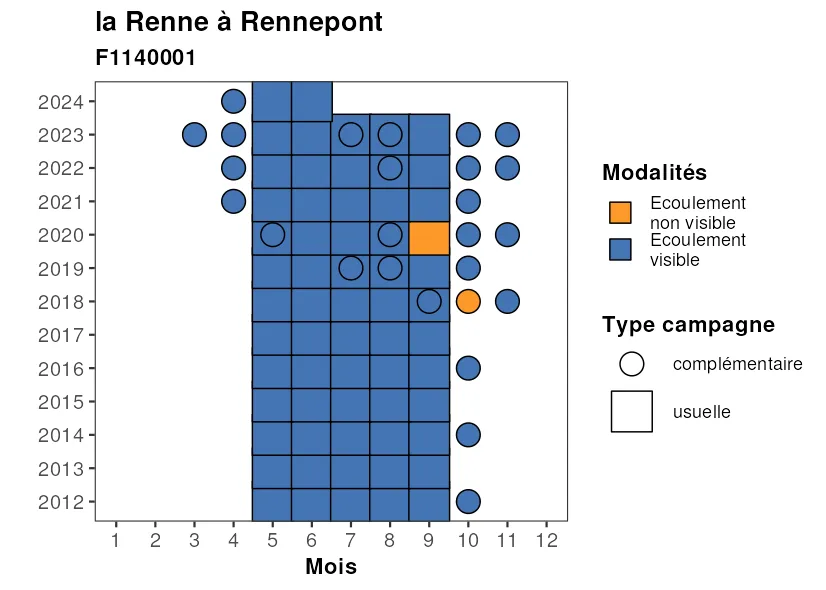 la Renne à Rennepont
F1140001
2024
2023
2022
2021
2020
2019
2018
2017
2016
2015
2014
2013
2012
1 2 3 4 5 6 7 8 9 10 11 12
Mois
Modalités
Ecoulement
non visible
Ecoulement
visible
Type campagne
complémentaire
usuelle